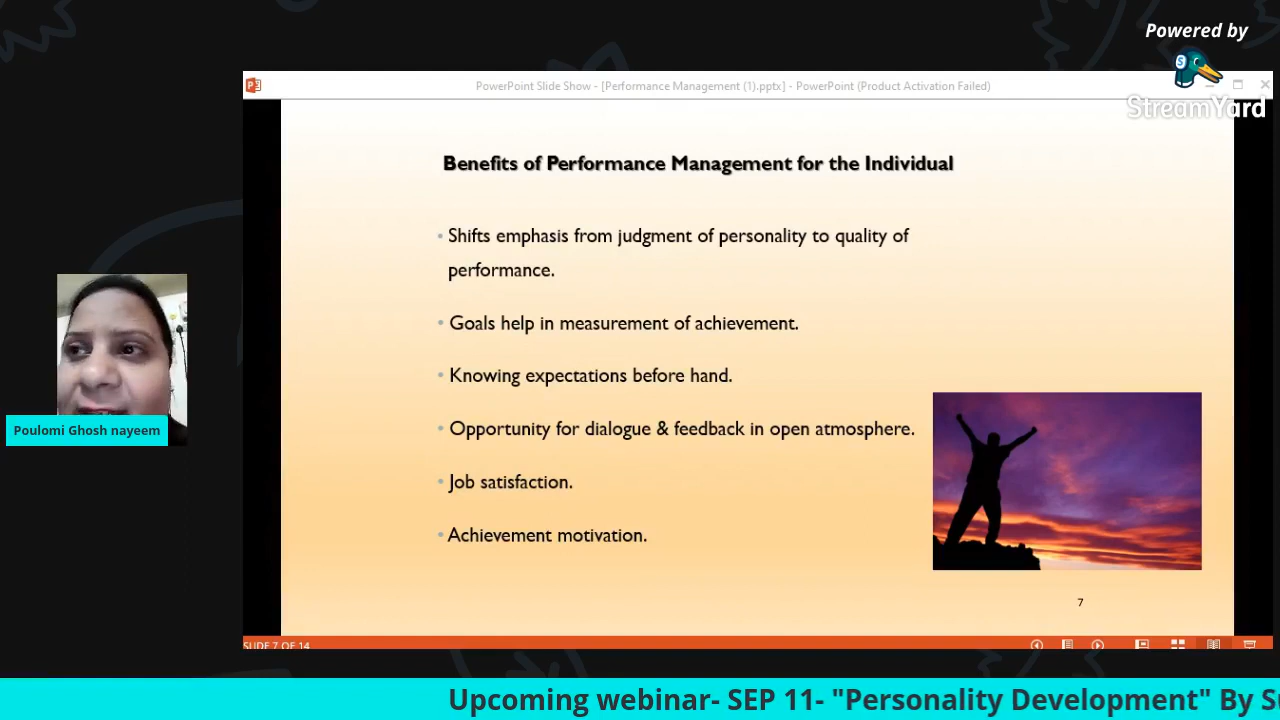 Powered by
StreamYard
PowerPoint Slide Show - [Performance Management (1).pptx] - PowerPoint (Product Activation Failed)
Benefits of Performance Management for the Individual
• Shifts emphasis from judgment of personality to quality of
performance.
• Goals help in measurement of achievement.
• Knowing expectations before hand.
• Opportunity for dialogue & feedback in open atmosphere.
• Job satisfaction.
• Achievement motivation.
Poulomi Ghosh nayeem
7
SLIDE 7 OF 14
Upcoming webinar- SEP 11- "Personality Development" By